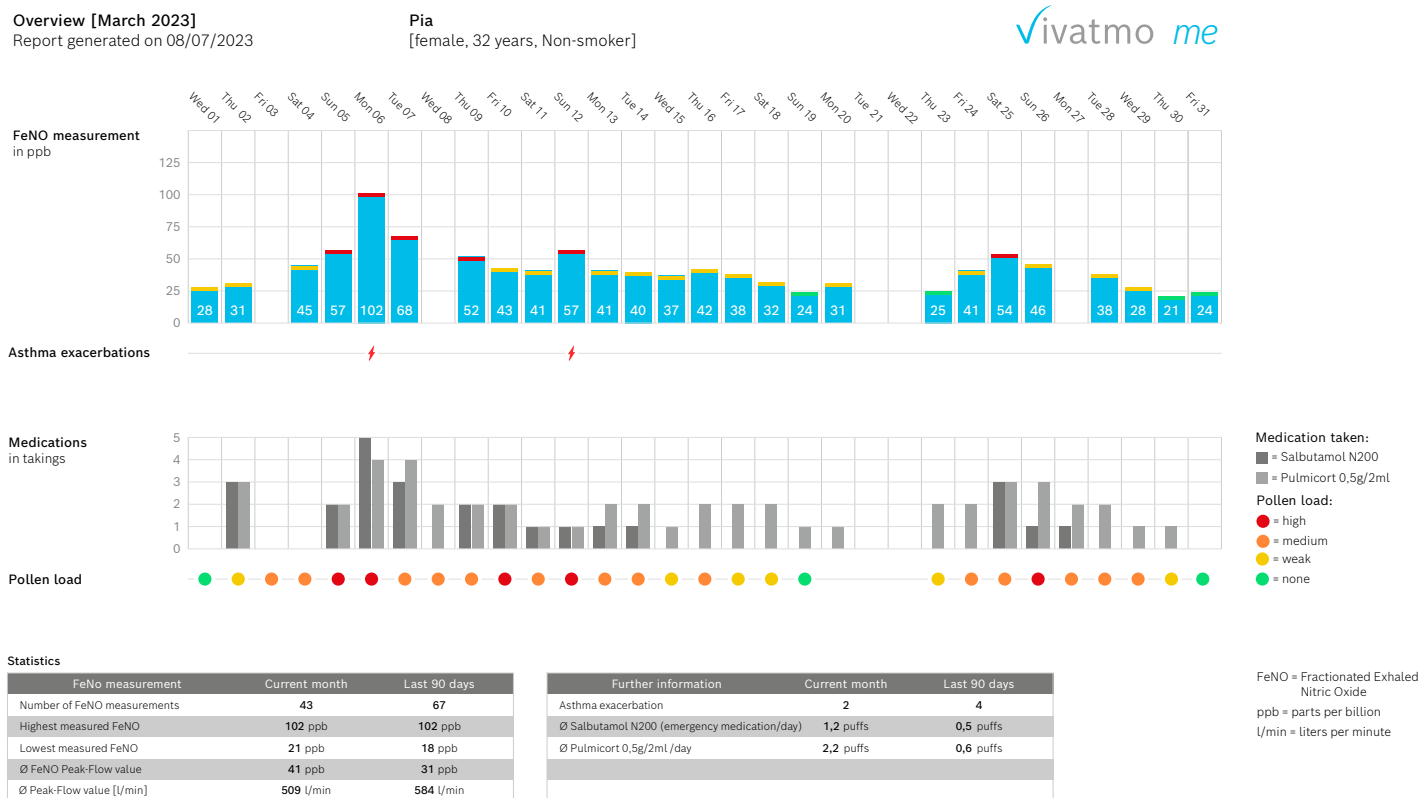 Overview [March 2023]
Report generated on 08/07/2023
Pia
[female, 32 years, Non-smoker]
Vivatmo me
Wed 01 Thu 02 Fri 03 Sat 04 Sun 05 Mon 06 Tue 07 Wed 08 Thu 09 Fri 10 Sat 11 Sun 12 Mon 13 Tue 14 Wed 15 Thu 16 Fri 17 Sat 18 Sun 19 Mon 20 Tue 21 Wed 22 Thu 23 Fri 24 Sat 25 Sun 26 Mon 27 Tue 28 Wed 29 Thu 30 Fri 31
FeNO measurement
in ppb
125
100
75
50
25
0
28 31 45 57 102 68 52 43 41 57 41 40 37 42 38 32 24 31 25 41 54 46 38 28 21 24
Asthma exacerbations
Medications
in takings
5
4
3
2
1
0
Medication taken:
= Salbutamol N200
= Pulmicort 0,5g/2ml
Pollen load:
= high
= medium
= weak
= none
Pollen load
Statistics
FeNo measurement Current month Last 90 days
Number of FeNO measurements 43 67
Highest measured FeNO 102 ppb 102 ppb
Lowest measured FeNO 21 ppb 18 ppb
Ø FeNO Peak-Flow value 41 ppb 31 ppb
Ø Peak-Flow value [l/min] 509 l/min 584 l/min
Further information Current month Last 90 days
Asthma exacerbation 2 4
Ø Salbutamol N200 (emergency medication/day) 1,2 puffs 0,5 puffs
Ø Pulmicort 0,5g/2ml /day 2,2 puffs 0,6 puffs
FeNO = Fractionated Exhaled
Nitric Oxide
ppb = parts per billion
l/min = liters per minute